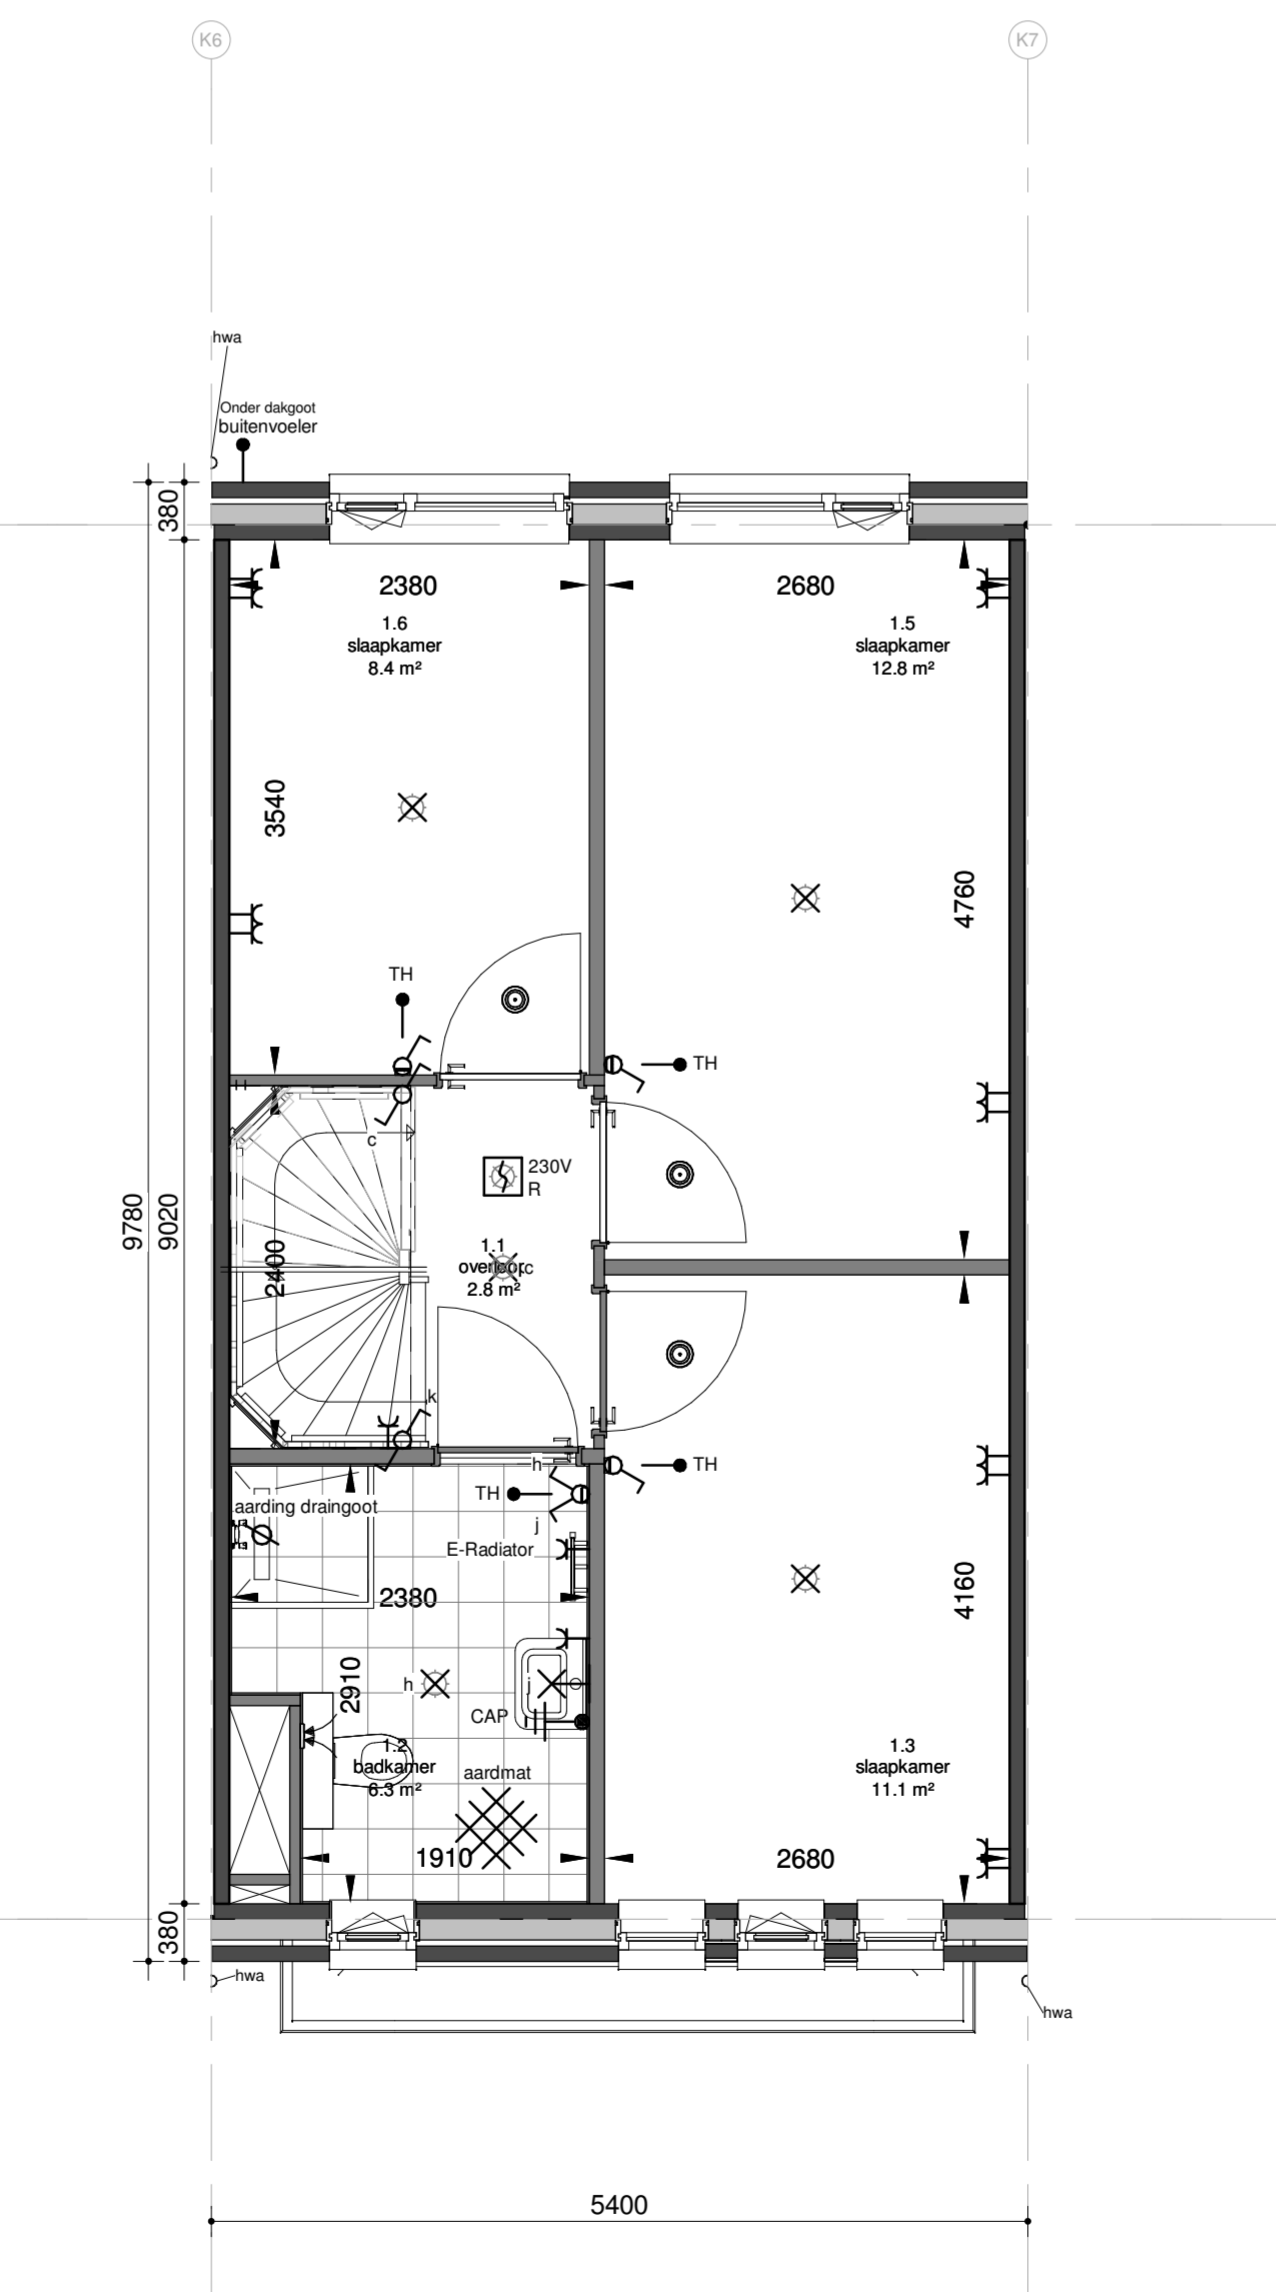 K6
K7
hwa
Onder dakgoot
buitenvoeler
380
2380
2680
1.6
slaapkamer
8.4 m²
1.5
slaapkamer
12.8 m²
3540
4760
TH
TH
c
230V
R
9780
9020
2400
1.1
overloop
c
2.8 m²
k
h
TH
TH
aarding draingoot
j
E-Radiator
2380
4160
2910
h
j
CAP
1.2
badkamer
6.3 m²
1.3
slaapkamer
11.1 m²
aardmat
1910
2680
380
hwa
hwa
5400